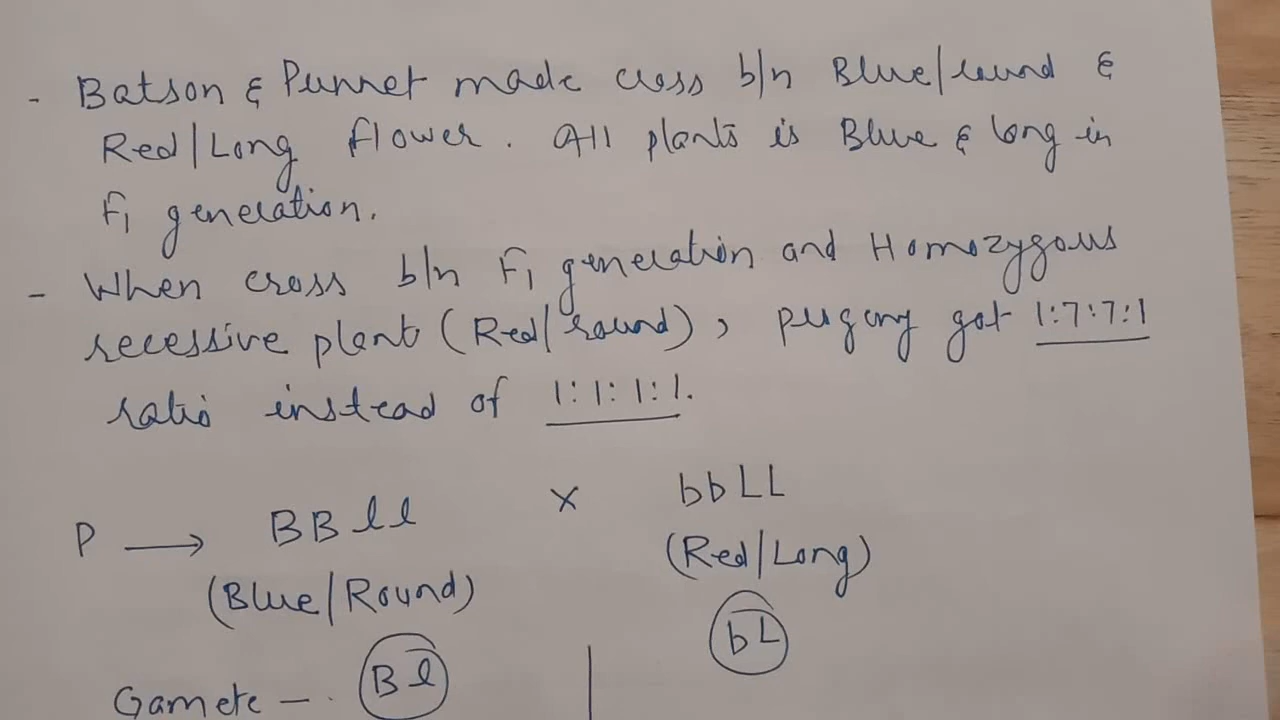 - Batson & Punnet made cross b/n Blue/round &
Red/Long flower. All plants is Blue & long in
F1 generation.
- When cross b/n F1 generation and Homozygous
recessive plant (Red/round), pregeny got 1:7:7:1
ratio instead of 1:1:1:1.
P → BBll × bbLL
(Blue/Round) (Red/Long)
bL
Gamete - Bl